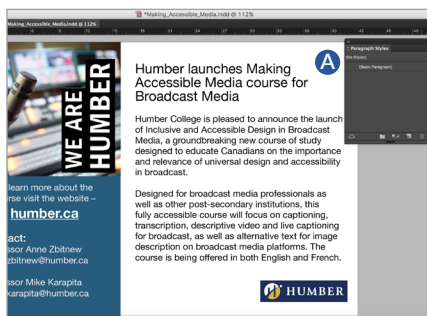 *Making_Accessible_Media.indd @ 112%
Making_Accessible_Media.indd @ 112%
A
Paragraph Styles
(No Styles)
[Basic Paragraph]
WE ARE
HUMBER
Humber launches Making
Accessible Media course for
Broadcast Media
Humber College is pleased to announce the launch
of Inclusive and Accessible Design in Broadcast
Media, a groundbreaking new course of study
designed to educate Canadians on the importance
and relevance of universal design and accessibility
in broadcast.
Designed for broadcast media professionals as
well as other post-secondary institutions, this
fully accessible course will focus on captioning,
transcription, descriptive video and live captioning
for broadcast, as well as alternative text for image
description on broadcast media platforms. The
course is being offered in both English and French.
learn more about the
rse visit the website –
humber.ca
act:
ssor Anne Zbitnew
zbitnew@humber.ca
ssor Mike Karapita
karapita@humber.ca
HUMBER